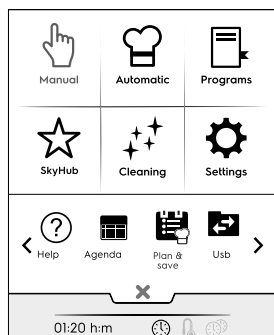 Manual Automatic Programs
SkyHub Cleaning Settings
? Help Agenda Plan & save Usb
01:20 h:m